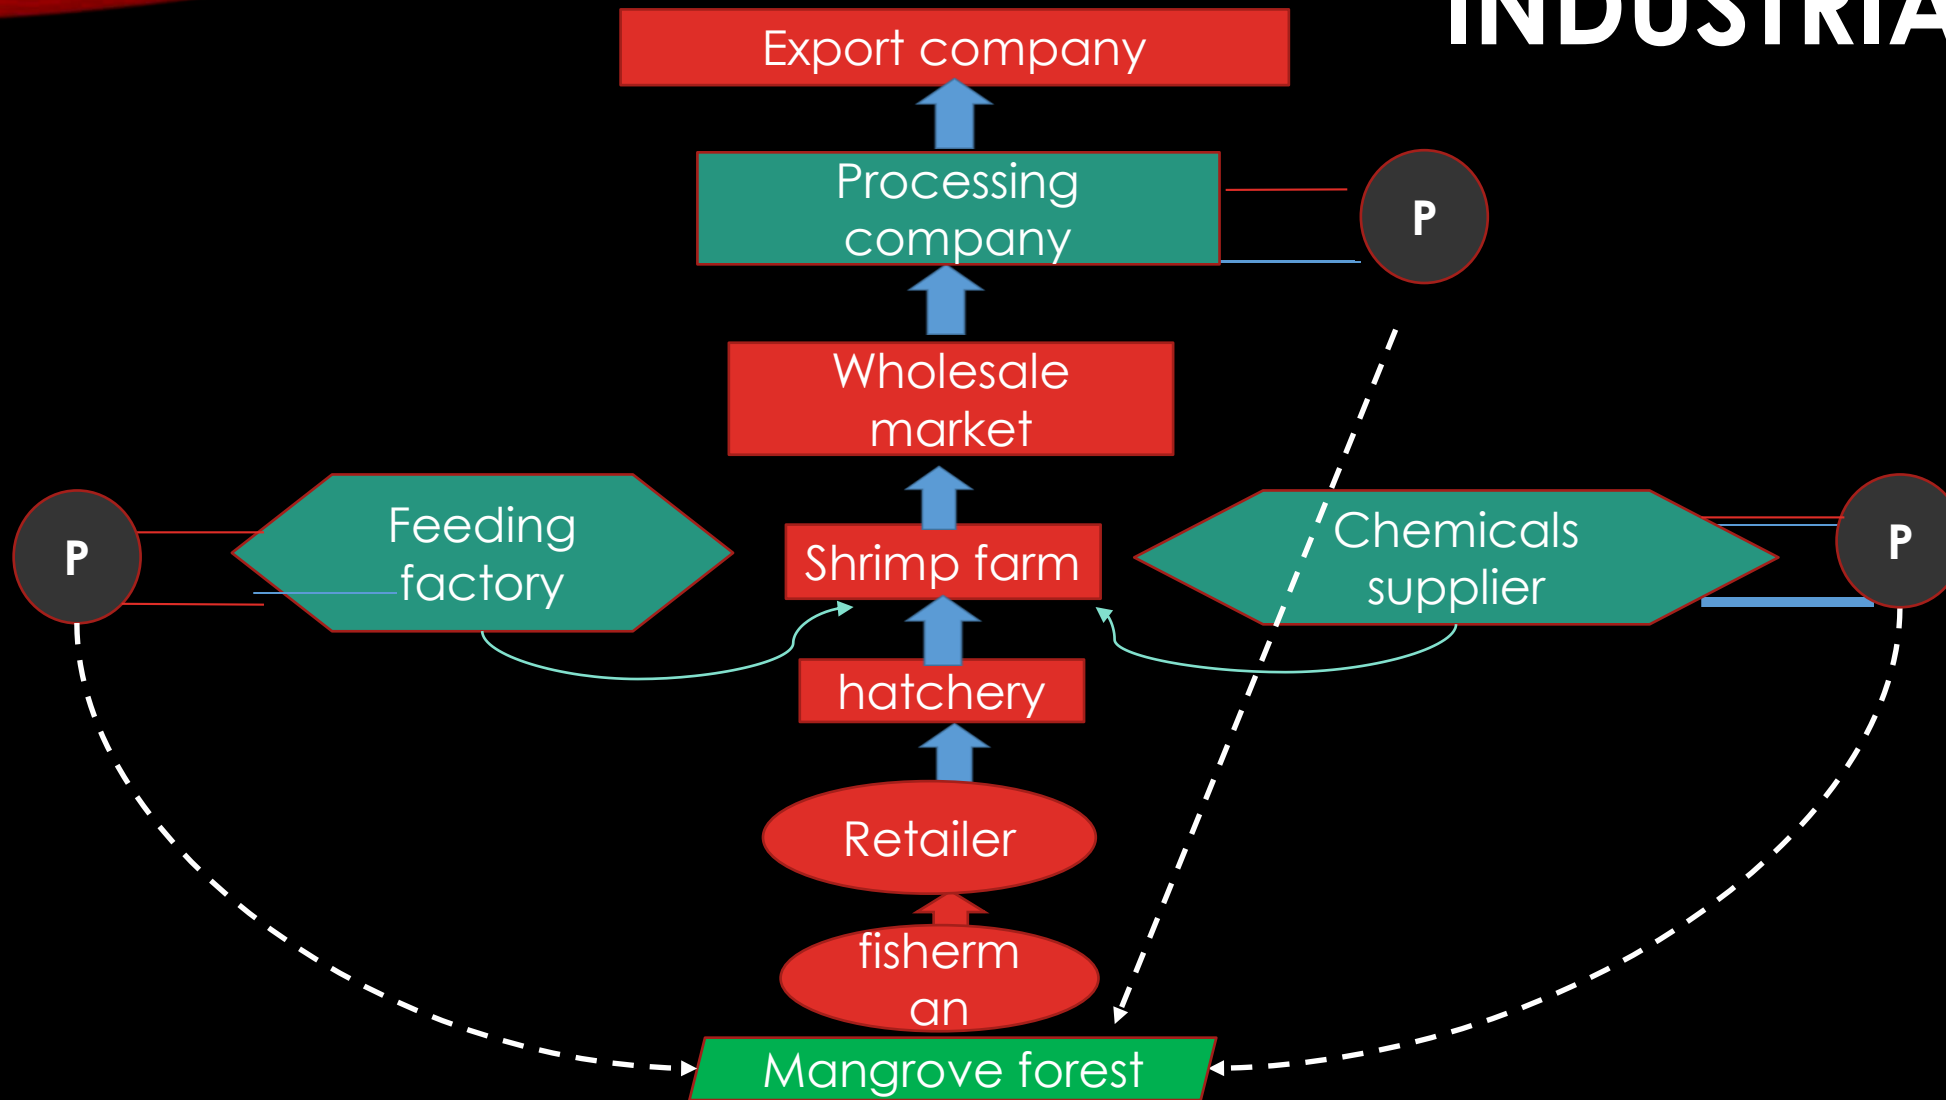 INDUSTRIA
Export company
Processing
company
P
Wholesale
market
P
Feeding
factory
Shrimp farm
Chemicals
supplier
P
hatchery
Retailer
fisherm
an
Mangrove forest